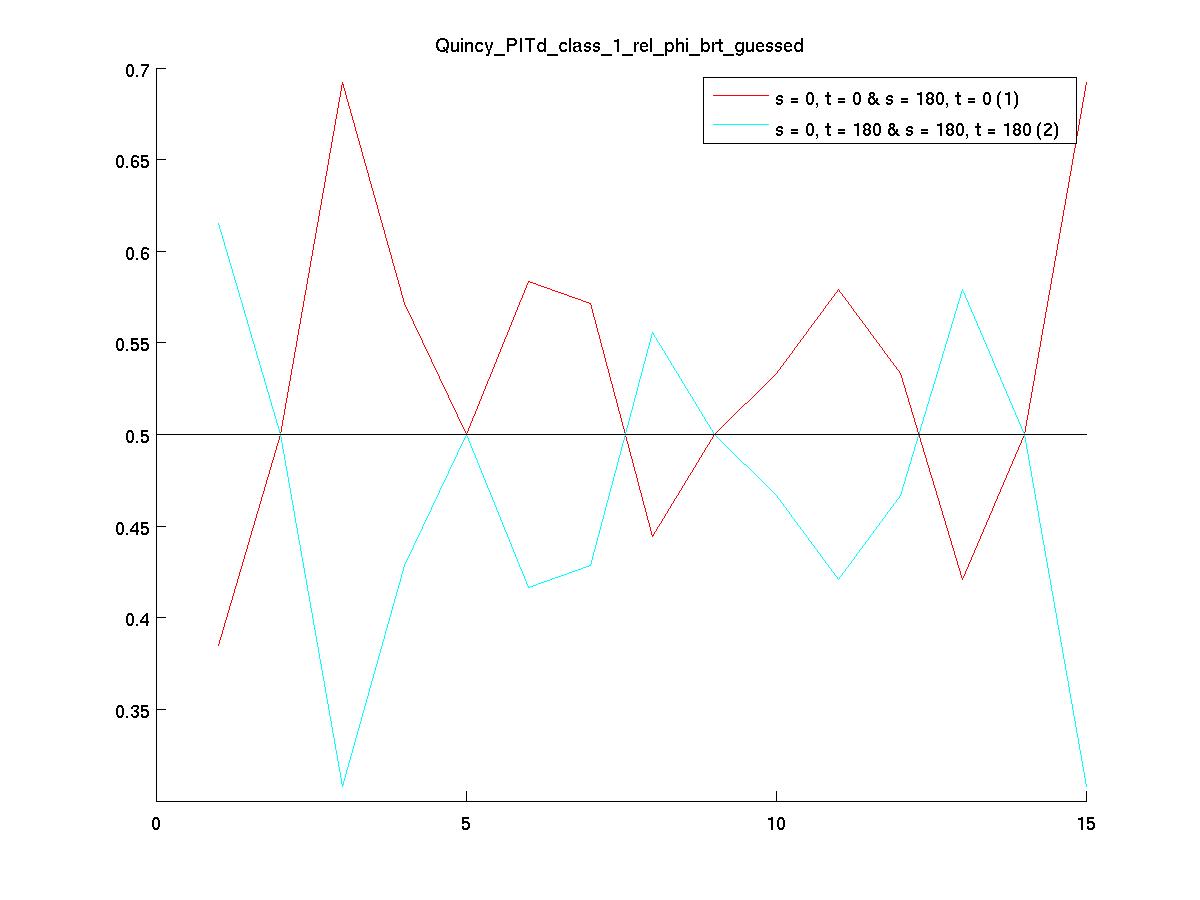 Quincy_PITd_class_1_rel_phi_brt_guessed
s = 0, t = 0 & s = 180, t = 0 (1)
s = 0, t = 180 & s = 180, t = 180 (2)
0.7
0.65
0.6
0.55
0.5
0.45
0.4
0.35
0 5 10 15